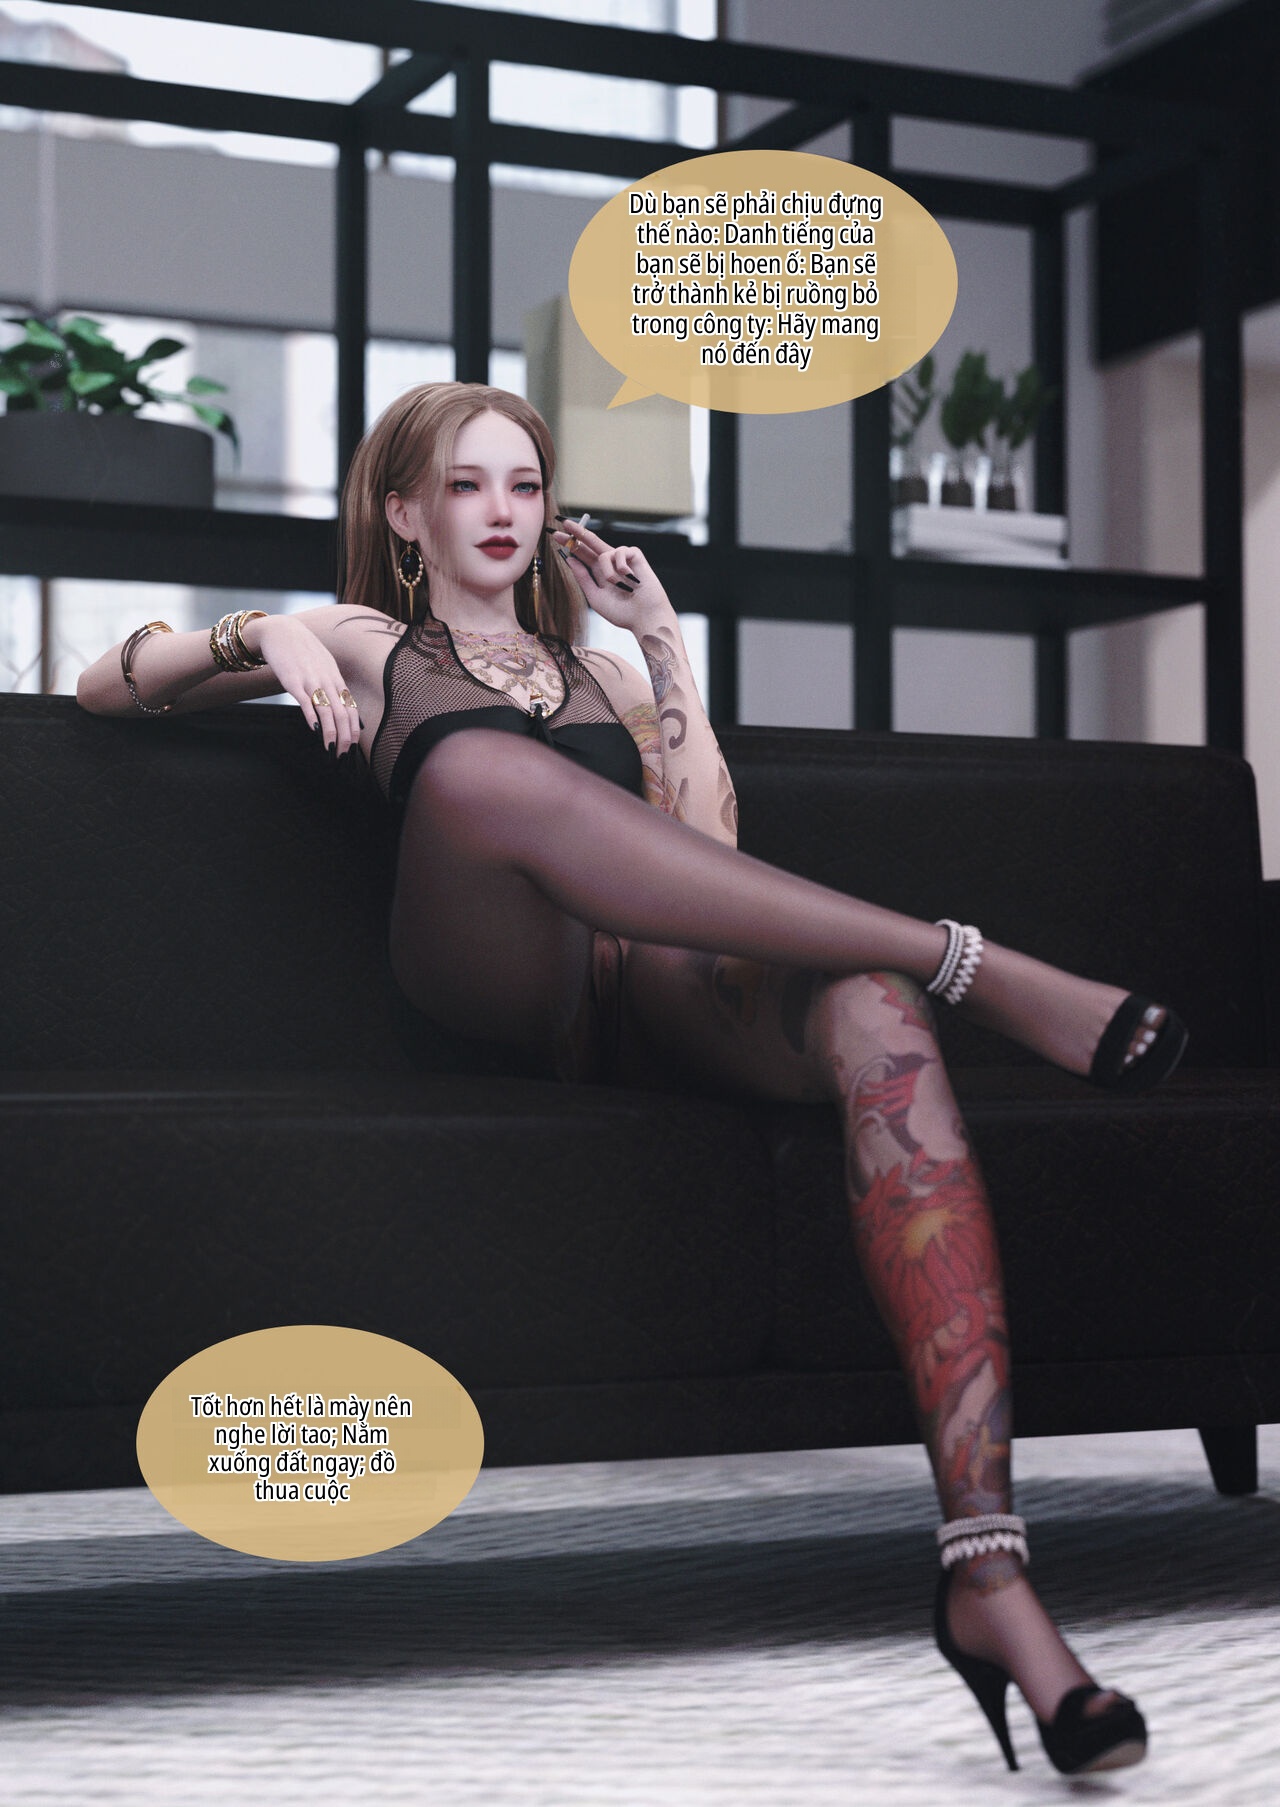 Dù bạn sẽ phải chịu đựng
thế nào: Danh tiếng của
bạn sẽ bị hoen ố: Bạn sẽ
trở thành kẻ bị ruồng bỏ
trong công ty: Hãy mang
nó đến đây
Tốt hơn hết là mày nên
nghe lời tao; Nằm
xuống đất ngay; đồ
thua cuộc